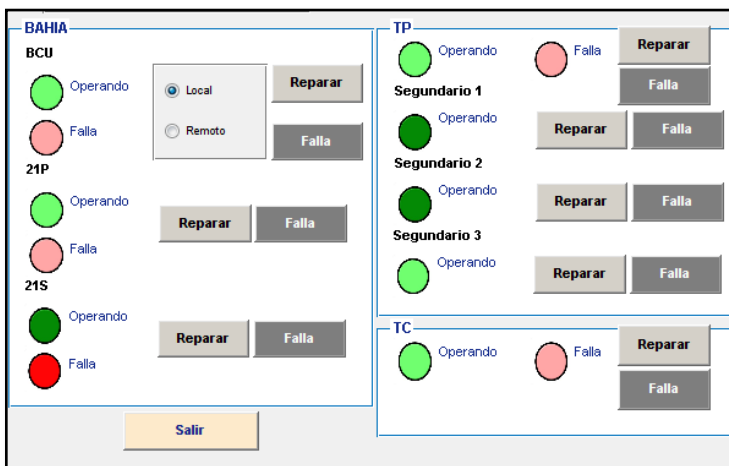 BAHIA
BCU
Operando
Falla
Local
Remoto
Reparar
Falla
21P
Operando
Falla
Reparar
Falla
21S
Operando
Falla
Reparar
Falla
Salir
TP
Operando
Falla
Reparar
Falla
Segundario 1
Operando
Reparar
Falla
Segundario 2
Operando
Reparar
Falla
Segundario 3
Operando
Reparar
Falla
TC
Operando
Falla
Reparar
Falla